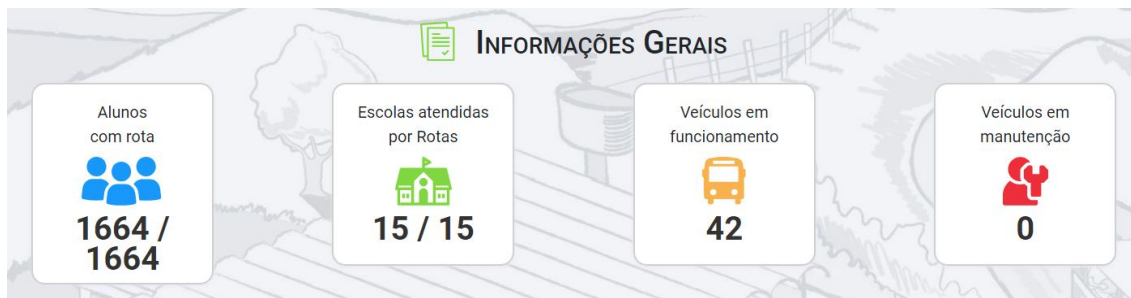 Informações Gerais
Alunos
com rota
1664 /
1664
Escolas atendidas
por Rotas
15 / 15
Veículos em
funcionamento
42
Veículos em
manutenção
0